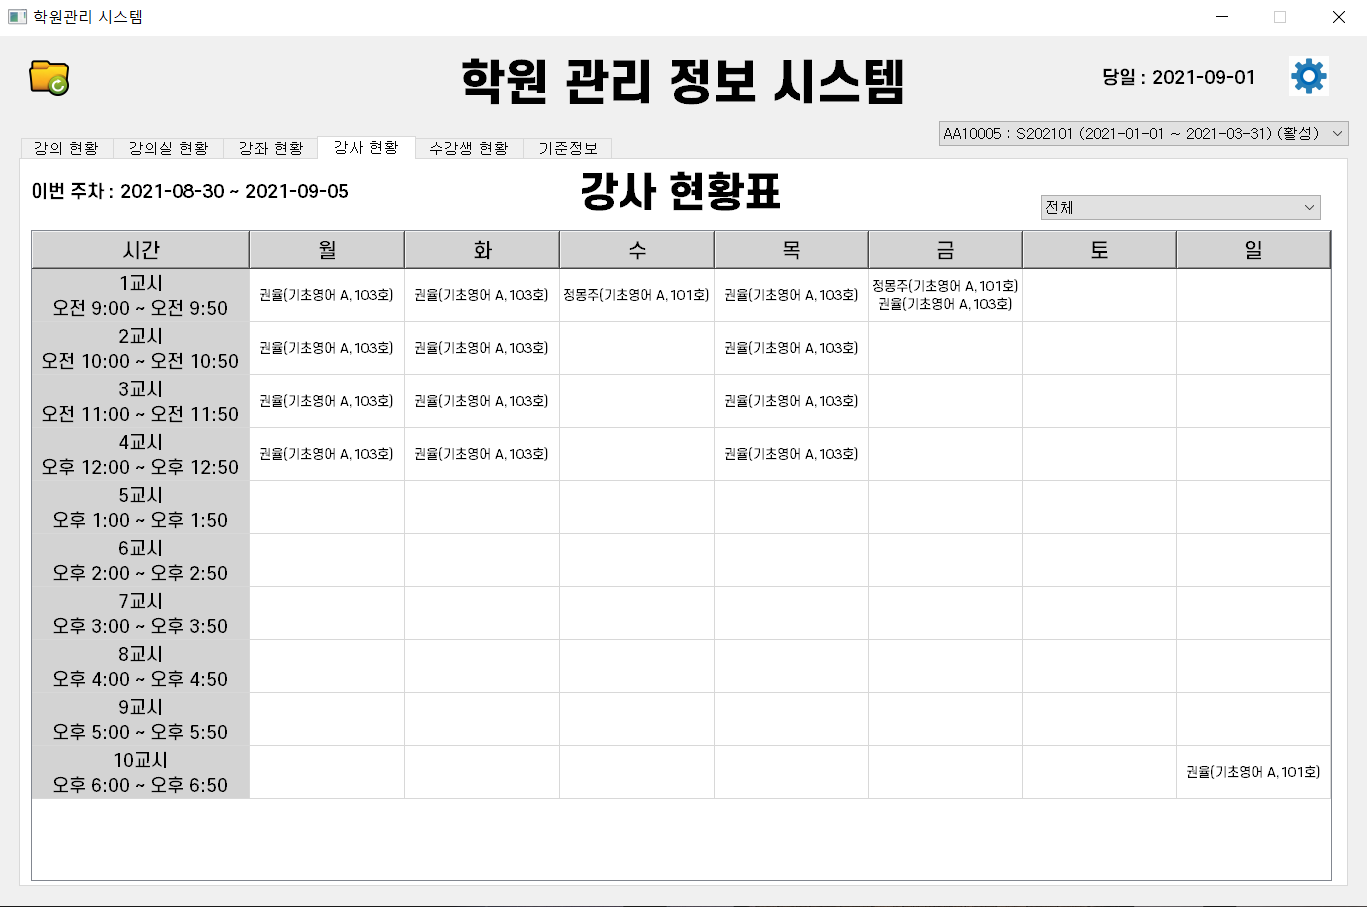 학원관리 시스템
학원 관리 정보 시스템
당일 : 2021-09-01
AA10005 : S202101 (2021-01-01 ~ 2021-03-31) (활성)
강의 현황 강의실 현황 강좌 현황 강사 현황 수강생 현황 기준정보
이번 주차 : 2021-08-30 ~ 2021-09-05
강사 현황표
전체
시간 월 화 수 목 금 토 일
1교시
오전 9:00 ~ 오전 9:50
권율(기초영어 A, 103호) 권율(기초영어 A, 103호) 정몽주(기초영어 A, 101호) 권율(기초영어 A, 103호) 정몽주(기초영어 A, 101호)
권율(기초영어 A, 103호)
2교시
오전 10:00 ~ 오전 10:50
권율(기초영어 A, 103호) 권율(기초영어 A, 103호) 권율(기초영어 A, 103호)
3교시
오전 11:00 ~ 오전 11:50
권율(기초영어 A, 103호) 권율(기초영어 A, 103호) 권율(기초영어 A, 103호)
4교시
오후 12:00 ~ 오후 12:50
권율(기초영어 A, 103호) 권율(기초영어 A, 103호) 권율(기초영어 A, 103호)
5교시
오후 1:00 ~ 오후 1:50
6교시
오후 2:00 ~ 오후 2:50
7교시
오후 3:00 ~ 오후 3:50
8교시
오후 4:00 ~ 오후 4:50
9교시
오후 5:00 ~ 오후 5:50
10교시
오후 6:00 ~ 오후 6:50
권율(기초영어 A, 101호)